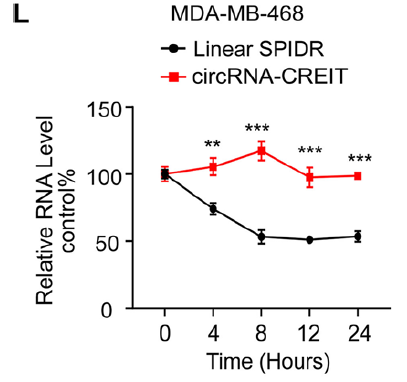 L
MDA-MB-468
Linear SPIDR
circRNA-CREIT
Relative RNA Level
control%
150
100
50
0
**
***
***
***
0 4 8 12 24
Time (Hours)